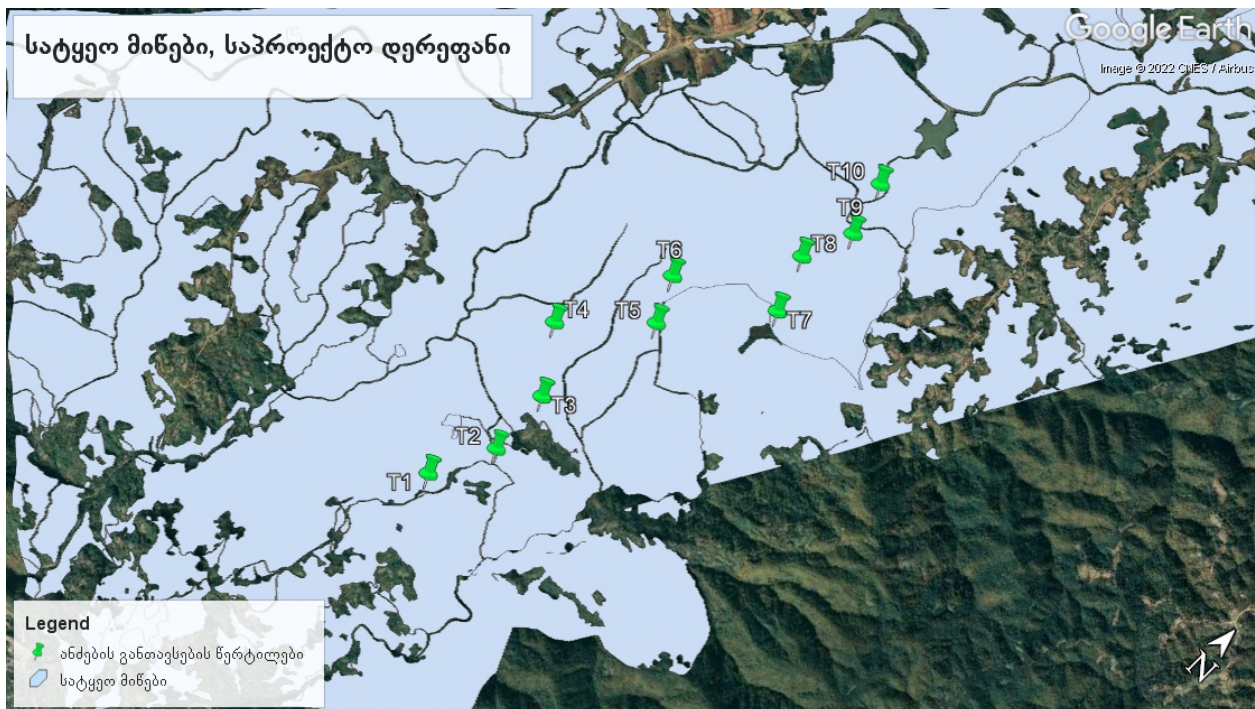 სატყეო მიწები, საპროექტო დერეფანი
Google Earth
Image © 2022 CNES / Airbus
T10
T9
T8
T6
T4
T5
T7
T3
T2
T1
Legend
ანძების განთავსების წერტილები
სატყეო მიწები
N